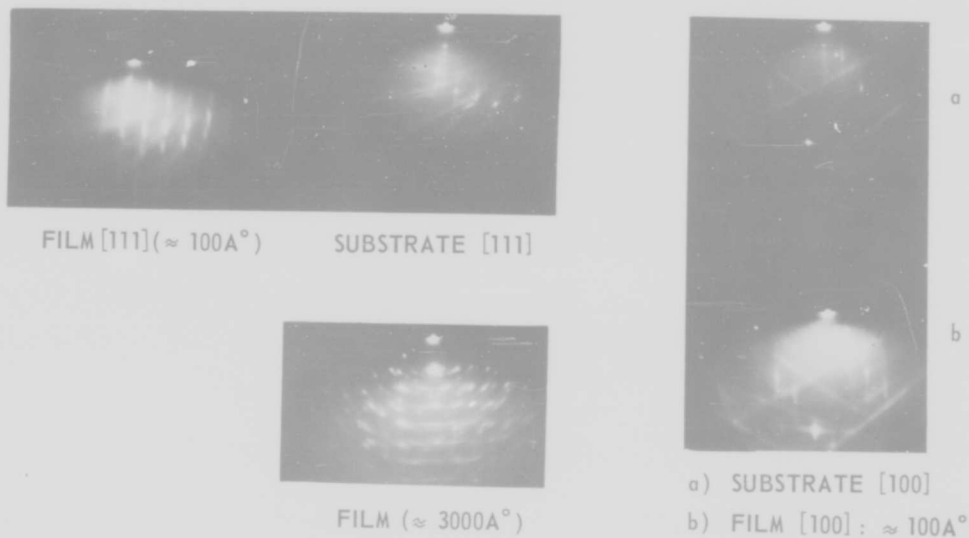 a
FILM [111] (≈ 100A°)
SUBSTRATE [111]
b
FILM (≈ 3000A°)
a) SUBSTRATE [100]
b) FILM [100] : ≈ 100A°